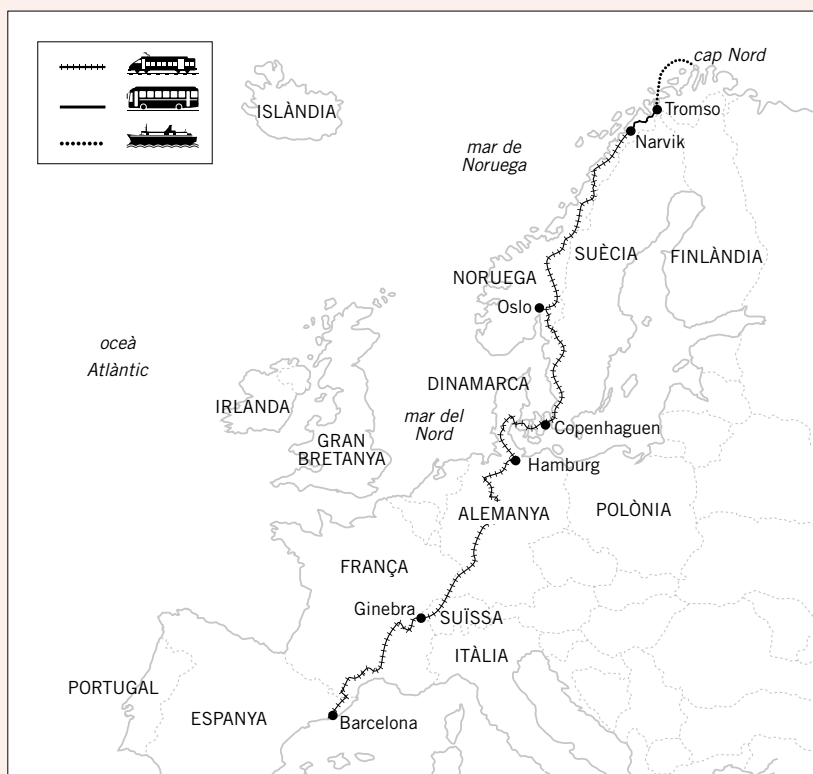 cap Nord
ISLÀNDIA
Tromso
mar de
Noruega
Narvik
SUÈCIA
FINLÀNDIA
NORUEGA
Oslo
oceà
Atlàntic
DINAMARCA
IRLANDA
mar del
Nord
Copenhaguen
GRAN
BRETANYA
Hamburg
ALEMANYA
POLÒNIA
FRANÇA
Ginebra
SUÏSSA
ITÀLIA
PORTUGAL
ESPANYA
Barcelona